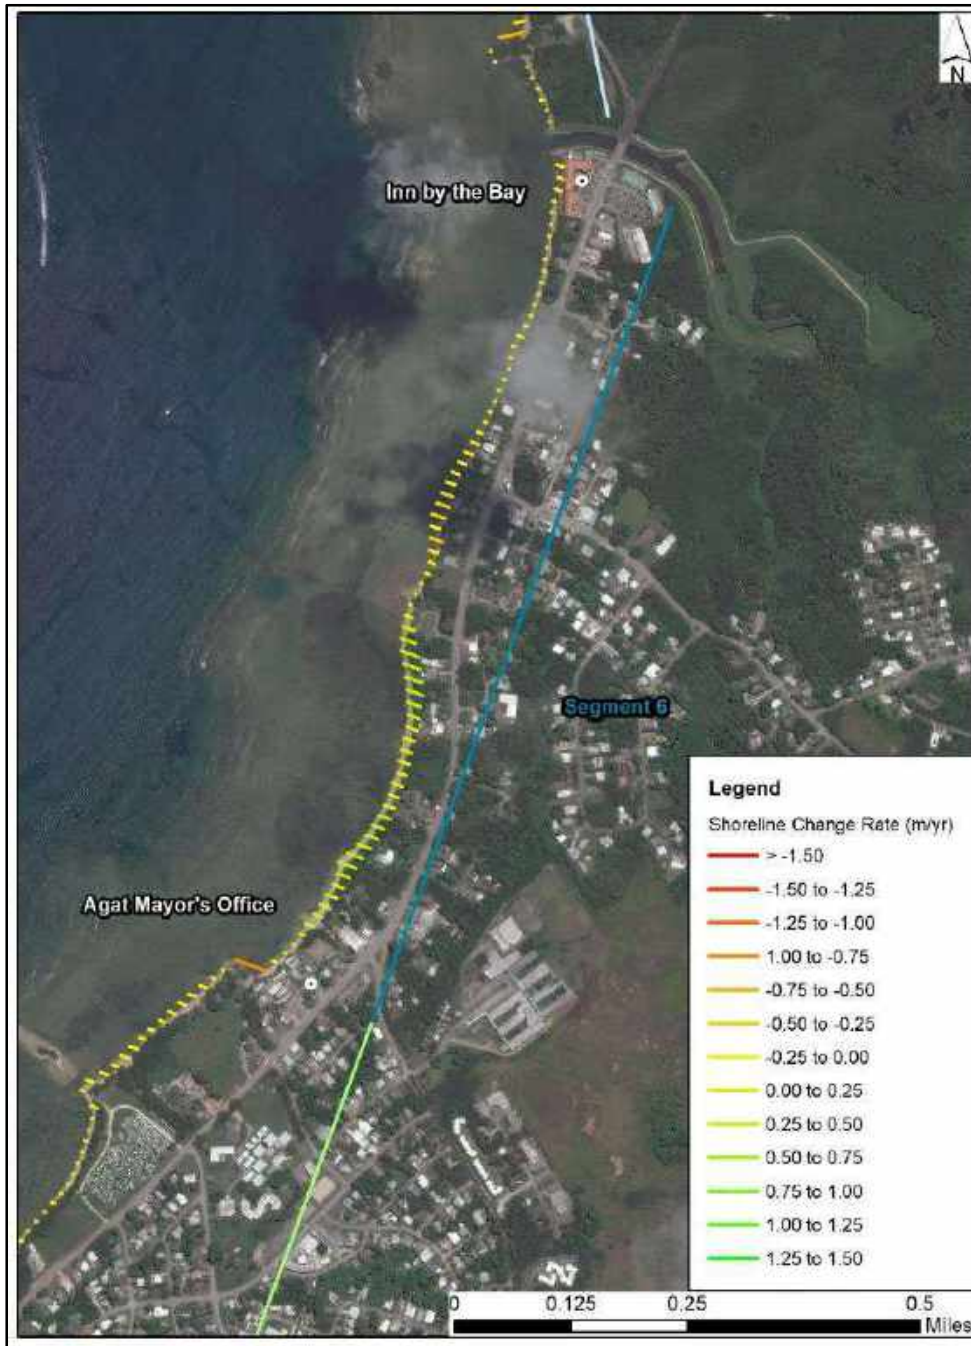 N
Inn by the Bay
Segment 6
Agat Mayor's Office
Legend
Shoreline Change Rate (m/yr)
> -1.50
-1.50 to -1.25
-1.25 to -1.00
1.00 to -0.75
-0.75 to -0.50
-0.50 to -0.25
-0.25 to 0.00
0.00 to 0.25
0.25 to 0.50
0.50 to 0.75
0.75 to 1.00
1.00 to 1.25
1.25 to 1.50
0 0.125 0.25 0.5
Miles